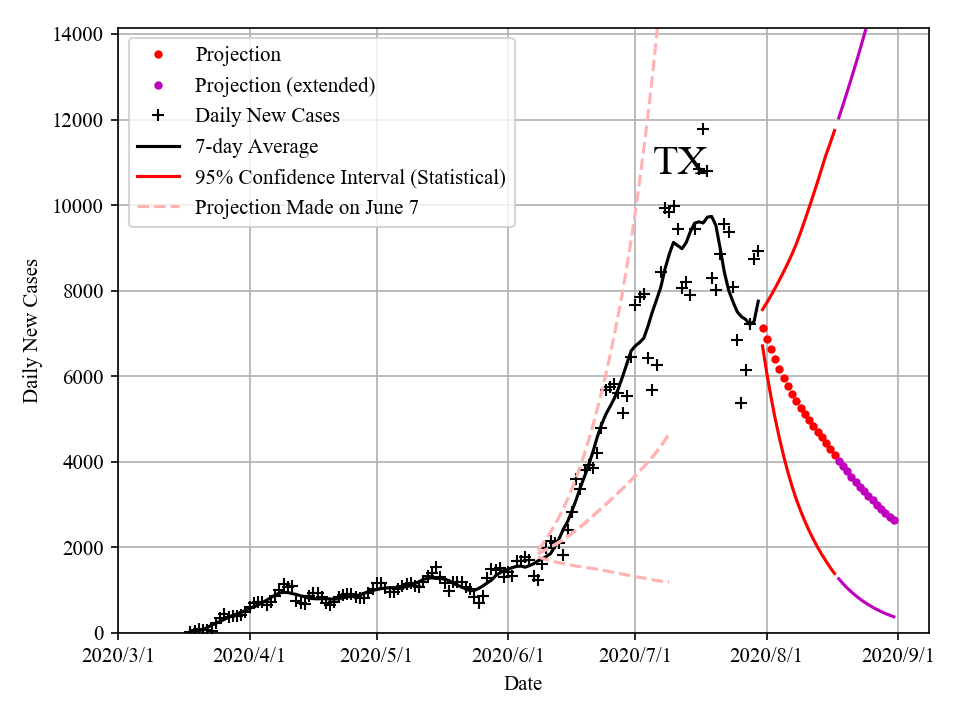 14000
12000
10000
8000
6000
4000
2000
0
Daily New Cases
Projection
Projection (extended)
Daily New Cases
7-day Average
95% Confidence Interval (Statistical)
Projection Made on June 7
TX
2020/3/1 2020/4/1 2020/5/1 2020/6/1 2020/7/1 2020/8/1 2020/9/1
Date